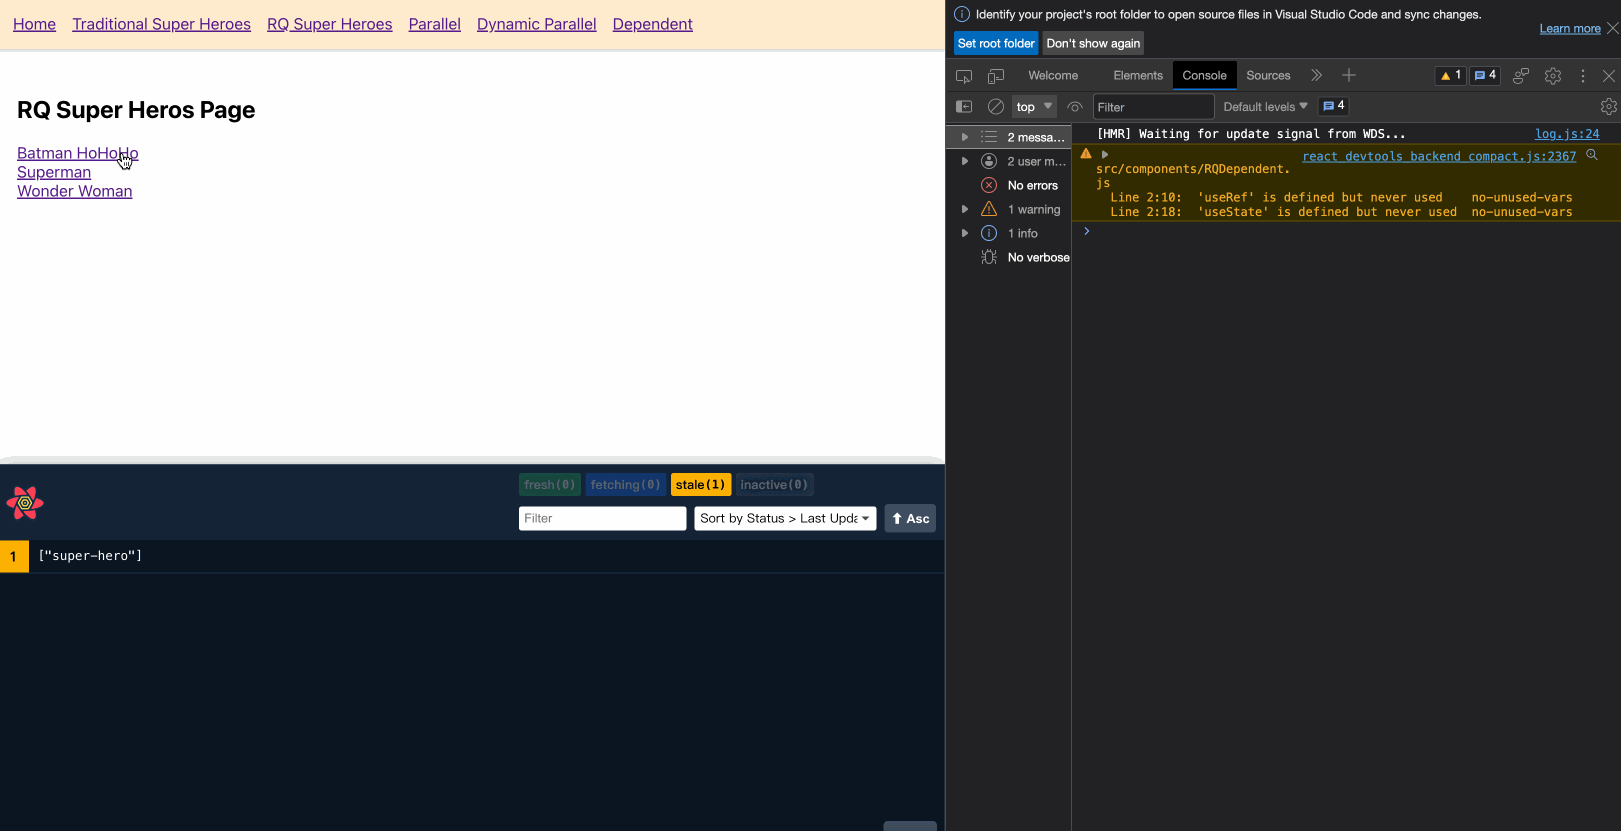 Home Traditional Super Heroes RQ Super Heroes Parallel Dynamic Parallel Dependent
RQ Super Heros Page
Batman HoHoHo
Superman
Wonder Woman
fresh(0) fetching(0) stale(1) inactive(0)
Filter Sort by Status > Last Upda Asc
1 ["super-hero"]
Identify your project's root folder to open source files in Visual Studio Code and sync changes.
Learn more
Set root folder Don't show again
Welcome Elements Console Sources 1 4
top Filter Default levels 4
2 messa...
2 user m...
No errors
1 warning
1 info
No verbose
[HMR] Waiting for update signal from WDS... log.js:24
react_devtools_backend_compact.js:2367
src/components/RQDependent.
js
Line 2:10: 'useRef' is defined but never used no-unused-vars
Line 2:18: 'useState' is defined but never used no-unused-vars